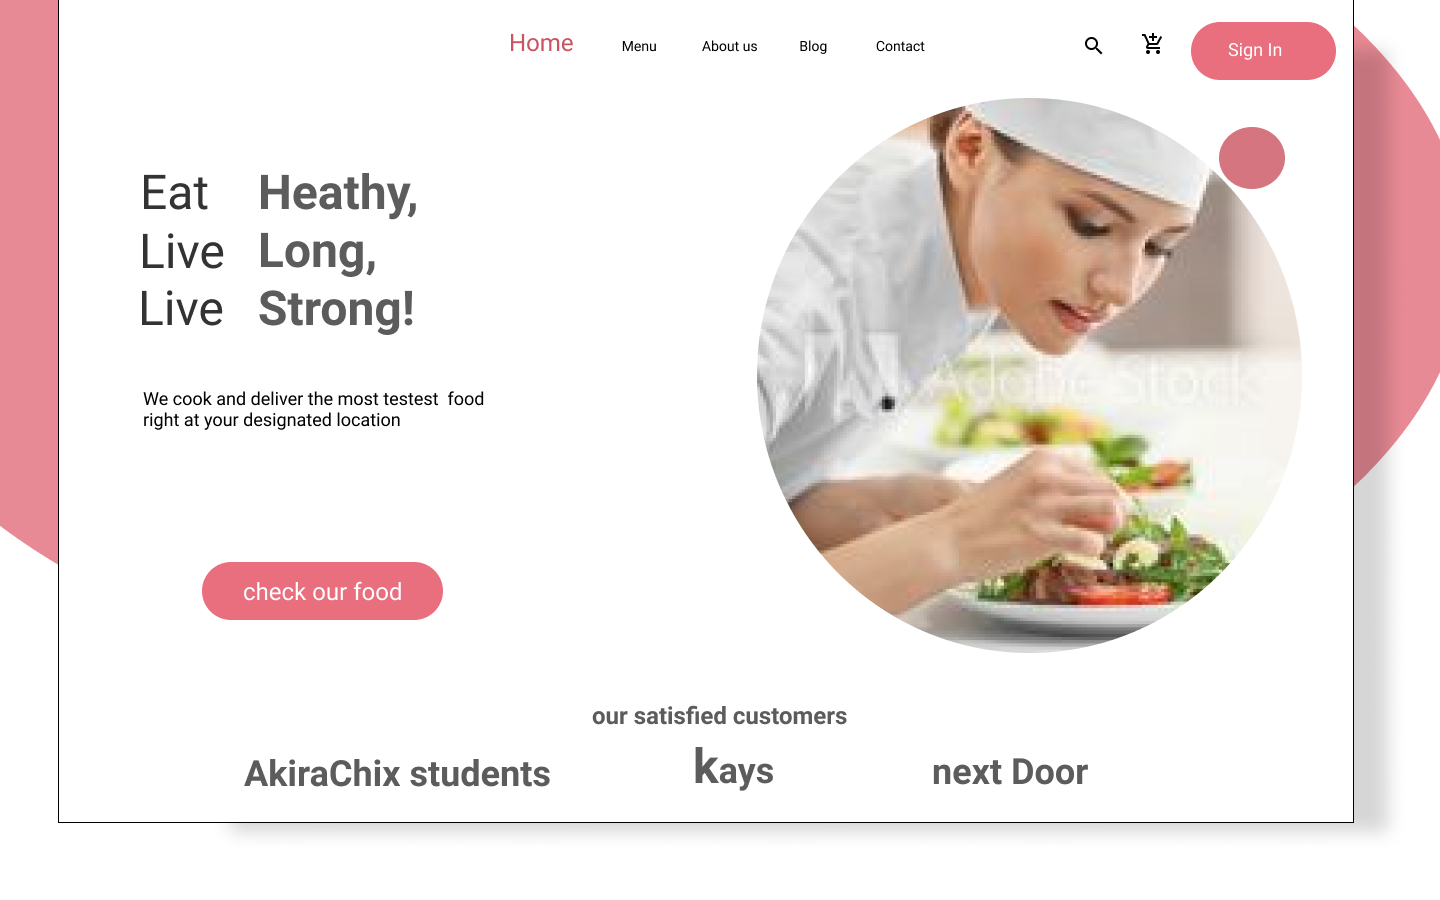 Home Menu About us Blog Contact Sign In
Eat Heathy,
Live Long,
Live Strong!
We cook and deliver the most testest food
right at your designated location
Adobe Stock
check our food
our satisfied customers
AkiraChix students kays next Door